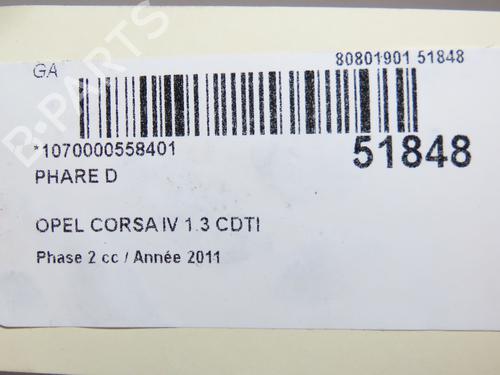 GA
80801901 51848
*1070000558401
51848
PHARE D
OPEL CORSA IV 1.3 CDTI
Phase 2 cc / Année 2011
B-PARTS